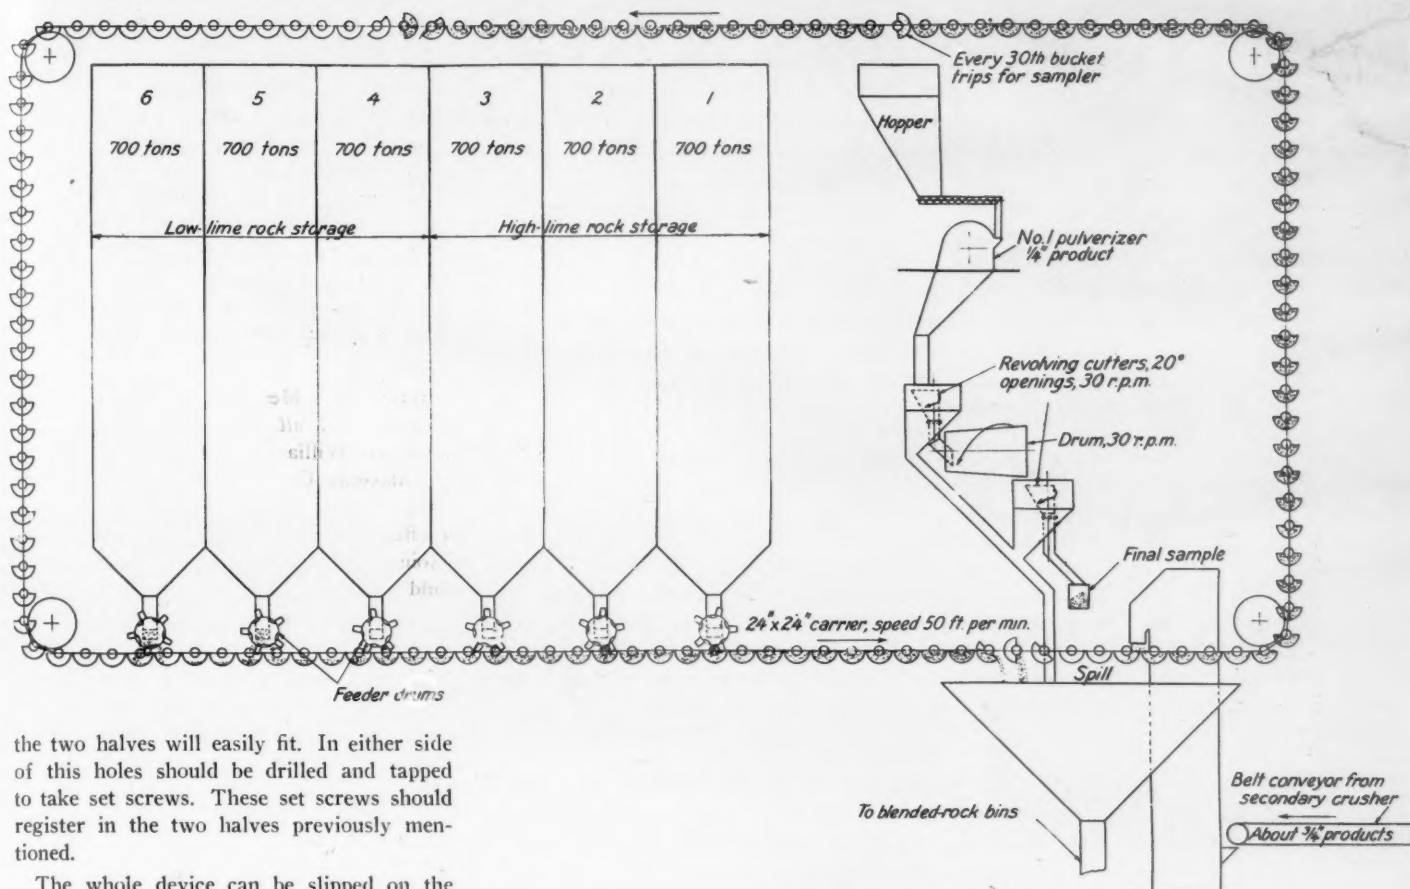 Every 30th bucket
trips for sampler
6 5 4 3 2 1
700 tons 700 tons 700 tons 700 tons 700 tons 700 tons
Hopper
Low-lime rock storage
High-lime rock storage
No.1 pulverizer
1/4" product
Revolving cutters, 20°
openings, 30 r.p.m.
Drum, 30 r.p.m.
Final sample
24"x 24" carrier, speed 50 ft. per min.
Spill
Feeder drums
the two halves will easily fit. In either side
of this holes should be drilled and tapped
to take set screws. These set screws should
register in the two halves previously men-
tioned.
The whole device can be slipped on the
To blended-rock bins
Belt conveyor from
secondary crusher
About 3/4" products